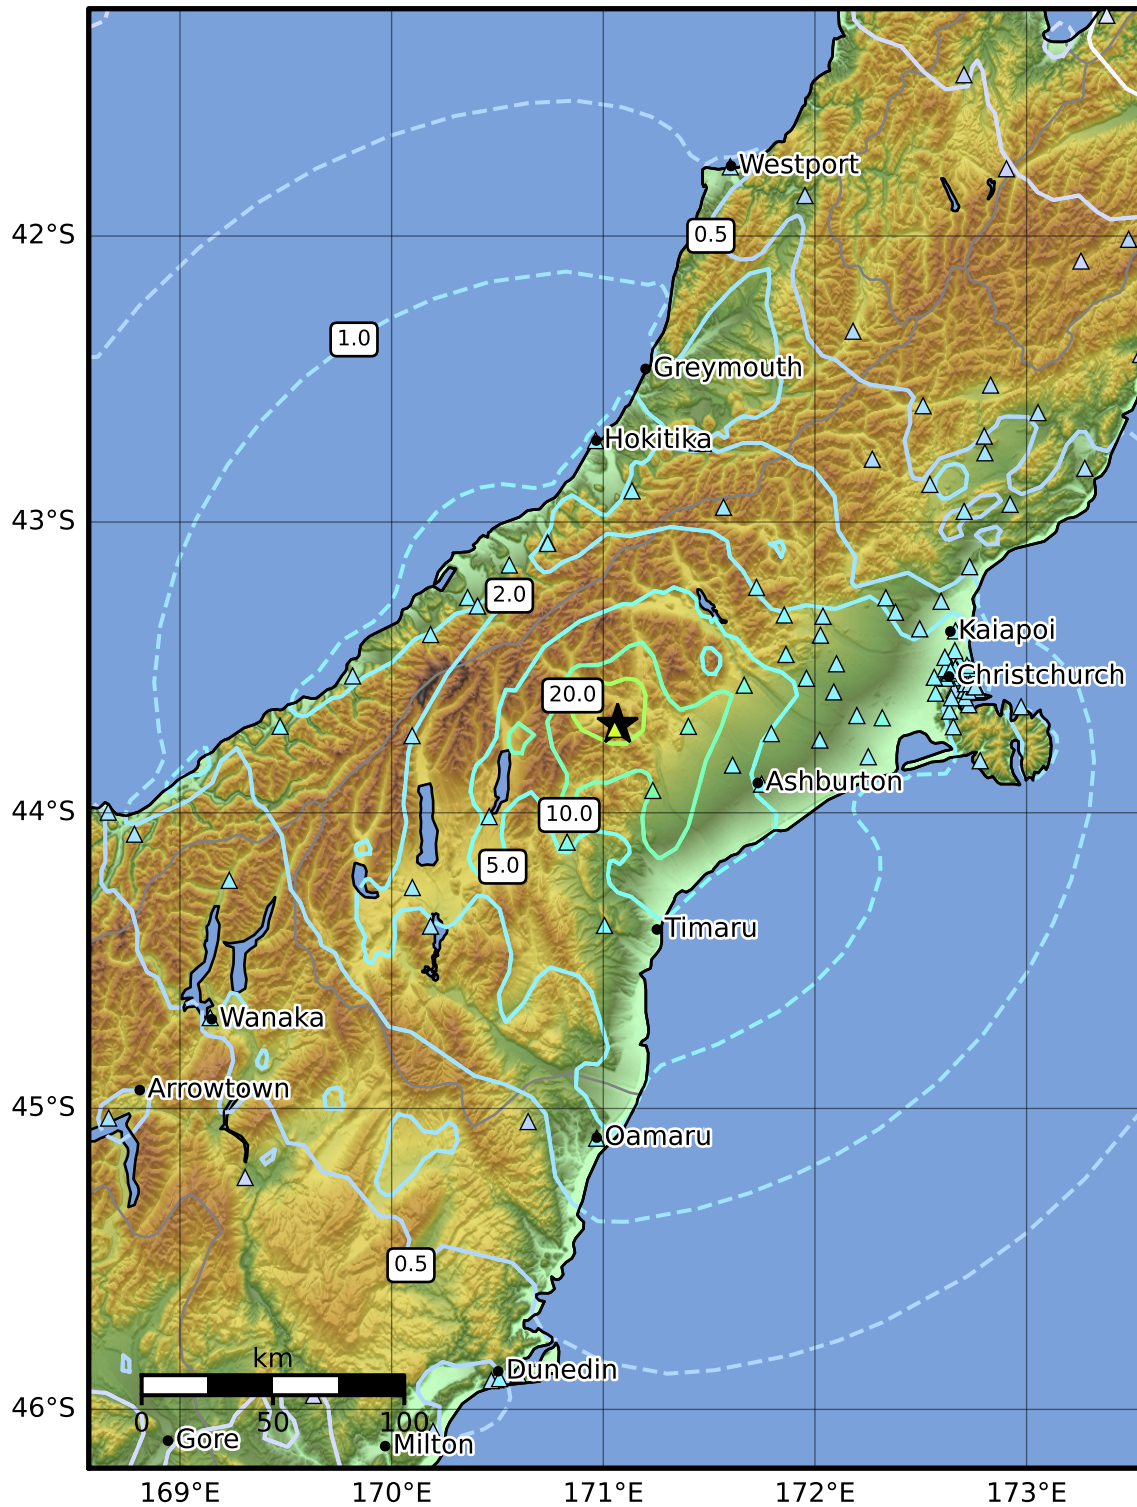 Westport
42°S
0.5
1.0
Greymouth
Hokitika
43°S
2.0
Kaiapoi
Christchurch
20.0
Ashburton
44°S
10.0
5.0
Timaru
Wanaka
Arrowtown
45°S
Oamaru
0.5
km
Dunedin
46°S
0 50 100
Gore
Milton
169°E 170°E 171°E 172°E 173°E